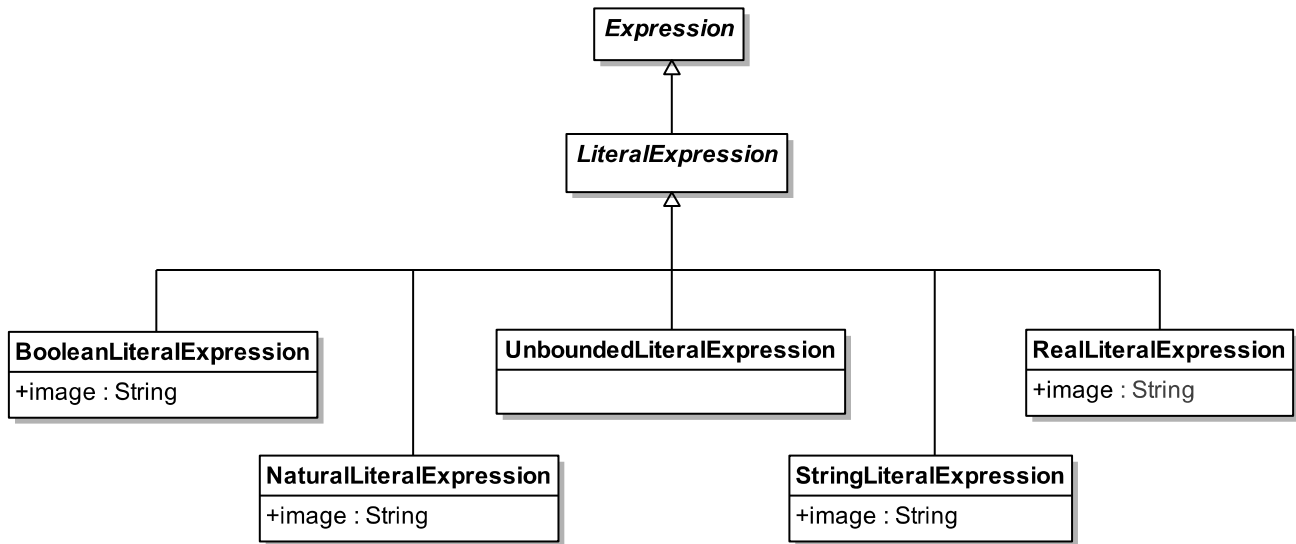 Expression
LiteralExpression
BooleanLiteralExpression
+image : String
UnboundedLiteralExpression
RealLiteralExpression
+image : String
NaturalLiteralExpression
+image : String
StringLiteralExpression
+image : String